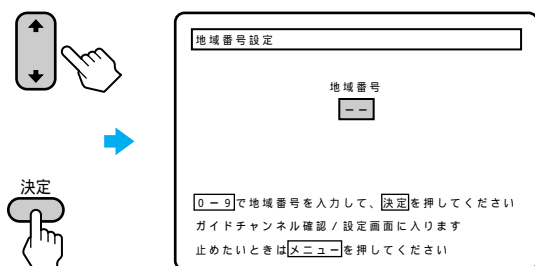 地域番号設定
地域番号
－－
決定
0－9で地域番号を入力して、決定を押してください
ガイドチャンネル確認/設定画面に入ります
止めたいときはメニューを押してください